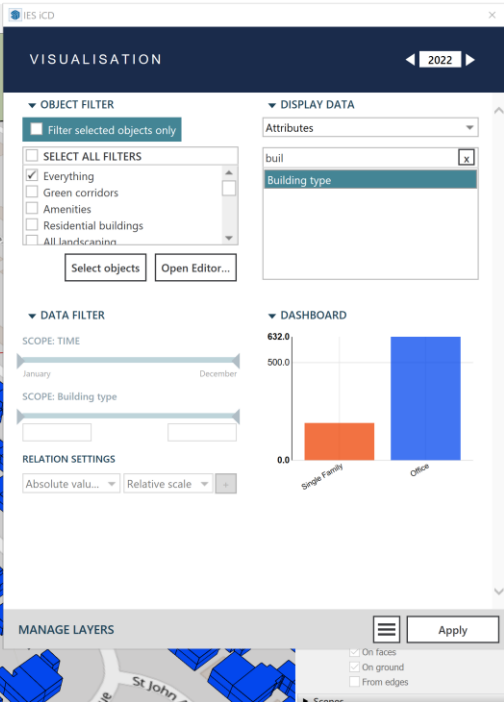 IES iCD
VISUALISATION
2022
OBJECT FILTER
Filter selected objects only
SELECT ALL FILTERS
Everything
Green corridors
Amenities
Residential buildings
All landscaping
Select objects
Open Editor...
DISPLAY DATA
Attributes
buil
x
Building type
DATA FILTER
SCOPE: TIME
January
December
SCOPE: Building type
RELATION SETTINGS
Absolute valu...
Relative scale
+
DASHBOARD
632.0
500.0
0.0
Single Family
Office
MANAGE LAYERS
Apply
On faces
On ground
From edges
Scenes
St John